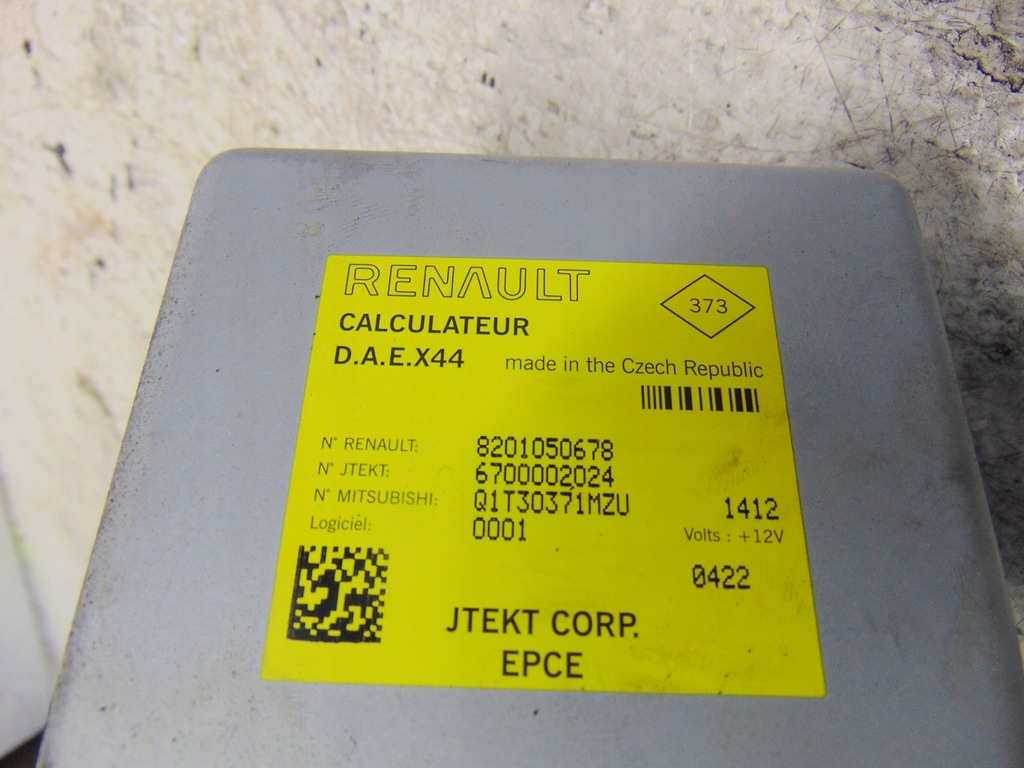 RENAULT
373
CALCULATEUR
D.A.E.X44 made in the Czech Republic
N° RENAULT: 8201050678
N° JTEKT: 6700002024
N° MITSUBISHI: Q1T30371MZU 1412
Logiciel: 0001 Volts : +12V
0422
JTEKT CORP.
EPCE